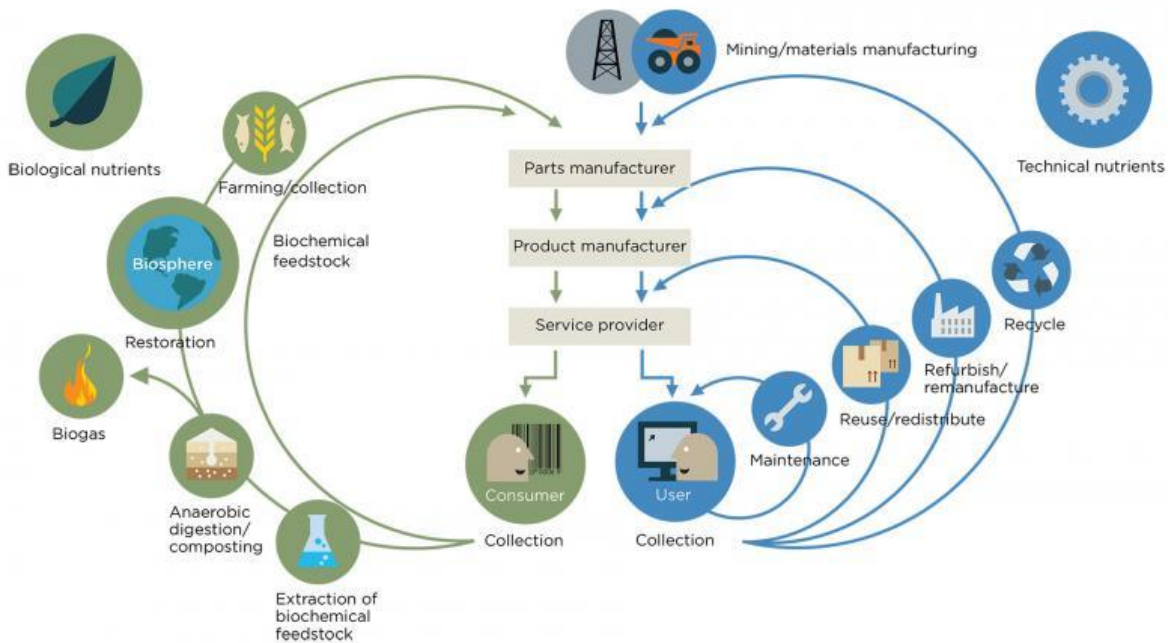 Mining/materials manufacturing
Biological nutrients
Technical nutrients
Farming/collection
Parts manufacturer
Biochemical
feedstock
Product manufacturer
Biosphere
Restoration
Service provider
Recycle
Refurbish/
remanufacture
Reuse/redistribute
Biogas
Maintenance
Consumer
User
Anaerobic
digestion/
composting
Collection
Collection
Extraction of
biochemical
feedstock